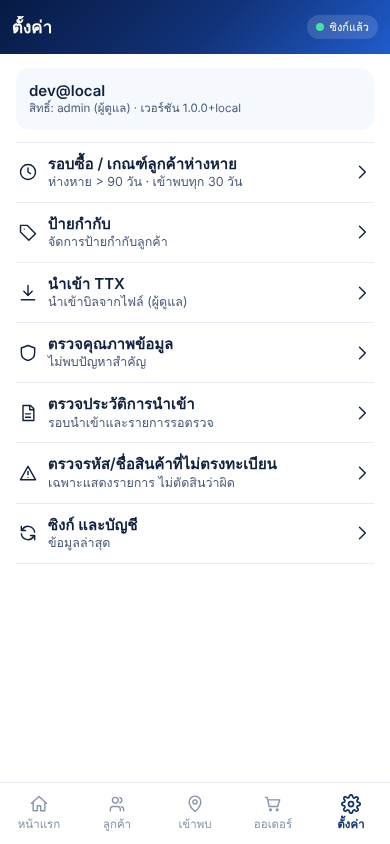 ตั้งค่า
ซิงก์แล้ว
dev@local
สิทธิ์: admin (ผู้ดูแล) · เวอร์ชัน 1.0.0+local
รอบซื้อ / เกณฑ์ลูกค้าห่างหาย
ห่างหาย > 90 วัน · เข้าพบทุก 30 วัน
ป้ายกำกับ
จัดการป้ายกำกับลูกค้า
นำเข้า TTX
นำเข้าบิลจากไฟล์ (ผู้ดูแล)
ตรวจคุณภาพข้อมูล
ไม่พบปัญหาสำคัญ
ตรวจประวัติการนำเข้า
รอบนำเข้าและรายการรอตรวจ
ตรวจรหัส/ชื่อสินค้าที่ไม่ตรงทะเบียน
เฉพาะแสดงรายการ ไม่ตัดสินว่าผิด
ซิงก์ และบัญชี
ข้อมูลล่าสุด
หน้าแรก
ลูกค้า
เข้าพบ
ออเดอร์
ตั้งค่า